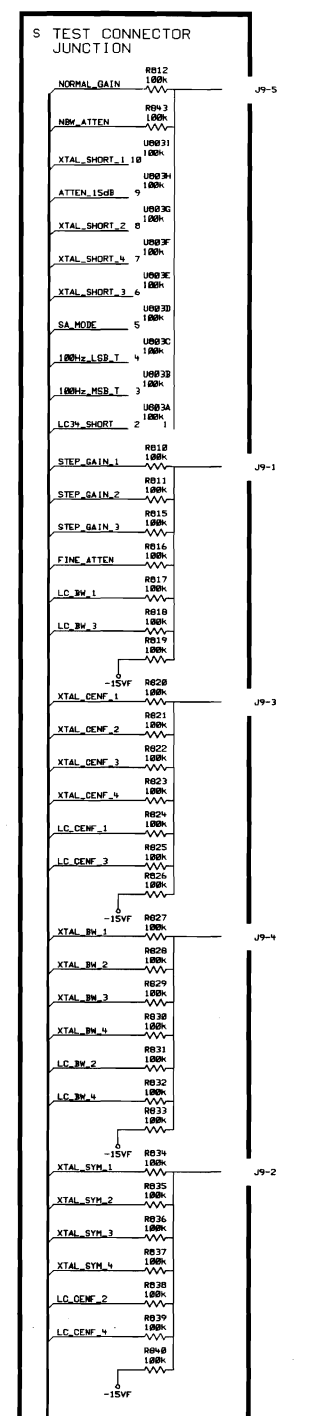 S TEST CONNECTOR
JUNCTION
R812
100k
NORMAL_GAIN
J9-5
R843
100k
NBW_ATTEN
U803I
100k
XTAL_SHORT_1 10
U803H
100k
ATTEN_15dB 9
U803G
100k
XTAL_SHORT_2 8
U803F
100k
XTAL_SHORT_4 7
U803E
100k
XTAL_SHORT_3 6
U803D
100k
SA_MODE 5
U803C
100k
100Hz_LSB_T 4
U803B
100k
100Hz_MSB_T 3
U803A
100k
LC34_SHORT 2 1
R810
100k
STEP_GAIN_1
J9-1
R811
100k
STEP_GAIN_2
R815
100k
STEP_GAIN_3
R816
100k
FINE_ATTEN
R817
100k
LC_BW_1
R818
100k
LC_BW_3
R819
100k
-15VF
R820
100k
XTAL_CENF_1
J9-3
R821
100k
XTAL_CENF_2
R822
100k
XTAL_CENF_3
R823
100k
XTAL_CENF_4
R824
100k
LC_CENF_1
R825
100k
LC_CENF_3
R826
100k
-15VF
R827
100k
XTAL_BW_1
J9-4
R828
100k
XTAL_BW_2
R829
100k
XTAL_BW_3
R830
100k
XTAL_BW_4
R831
100k
LC_BW_2
R832
100k
LC_BW_4
R833
100k
-15VF
R834
100k
XTAL_SYM_1
J9-2
R835
100k
XTAL_SYM_2
R836
100k
XTAL_SYM_3
R837
100k
XTAL_SYM_4
R838
100k
LC_CENF_2
R839
100k
LC_CENF_4
R840
100k
-15VF